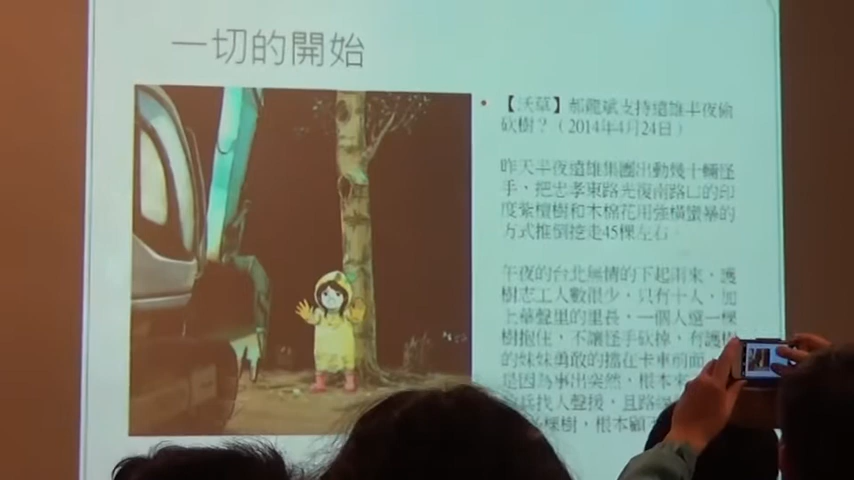 一切的開始
【沃草】郝龍斌支持遠雄半夜偷
砍樹？（2014年4月24日）
昨天半夜遠雄集團出動幾十輛怪
手，把忠孝東路光復南路口的印
度紫檀樹和木棉花用強橫蠻暴的
方式推倒挖走45棵左右
午夜的台北無情的下起雨來，護
樹志工人數很少，只有十人，加
上華聲里的里長，一個人還一棵
樹抱住，不讓怪手砍掉，有護樹
的妹妹勇敢的擋在卡車前面
是因為事出突然，根本來
兵找人聲援，且路
棵樹，根本顧